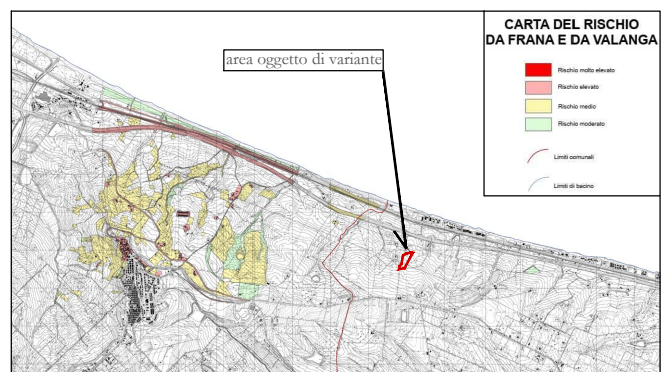 CARTA DEL RISCHIO
DA FRANA E DA VALANGA
area oggetto di variante
Rischio molto elevato
Rischio elevato
Rischio medio
Rischio moderato
Limiti comunali
Limiti di bacino